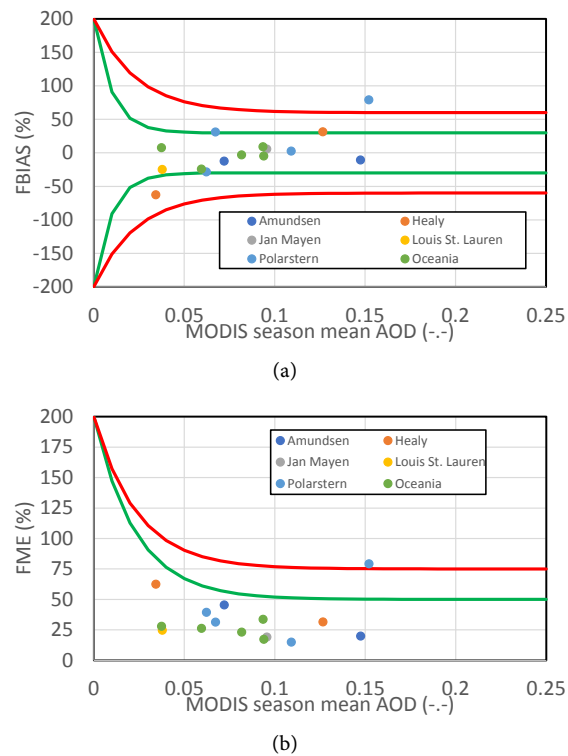 200
150
100
50
0
-50
-100
-150
-200
FBIAS (%)
Amundsen Healy
Jan Mayen Louis St. Lauren
Polarstern Oceania
0 0.05 0.1 0.15 0.2 0.25
MODIS season mean AOD (-.-)
(a)
200
175
150
125
100
75
50
25
0
FME (%)
Amundsen Healy
Jan Mayen Louis St. Lauren
Polarstern Oceania
0 0.05 0.1 0.15 0.2 0.25
MODIS season mean AOD (-.-)
(b)